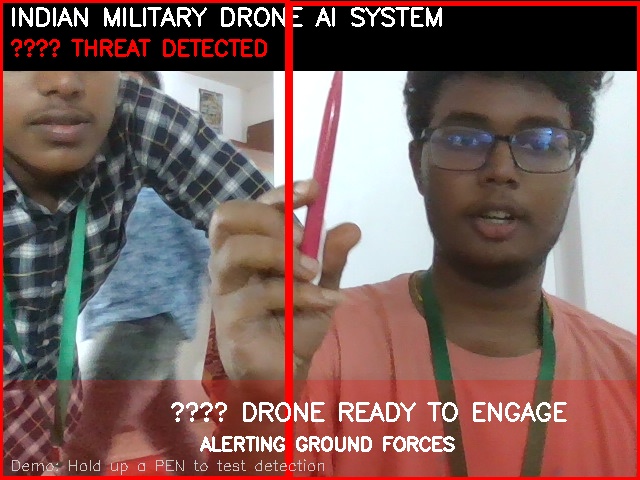 INDIAN MILITARY DRONE AI SYSTEM
???? THREAT DETECTED
???? DRONE READY TO ENGAGE
ALERTING GROUND FORCES
Demo: Hold up a PEN to test detection